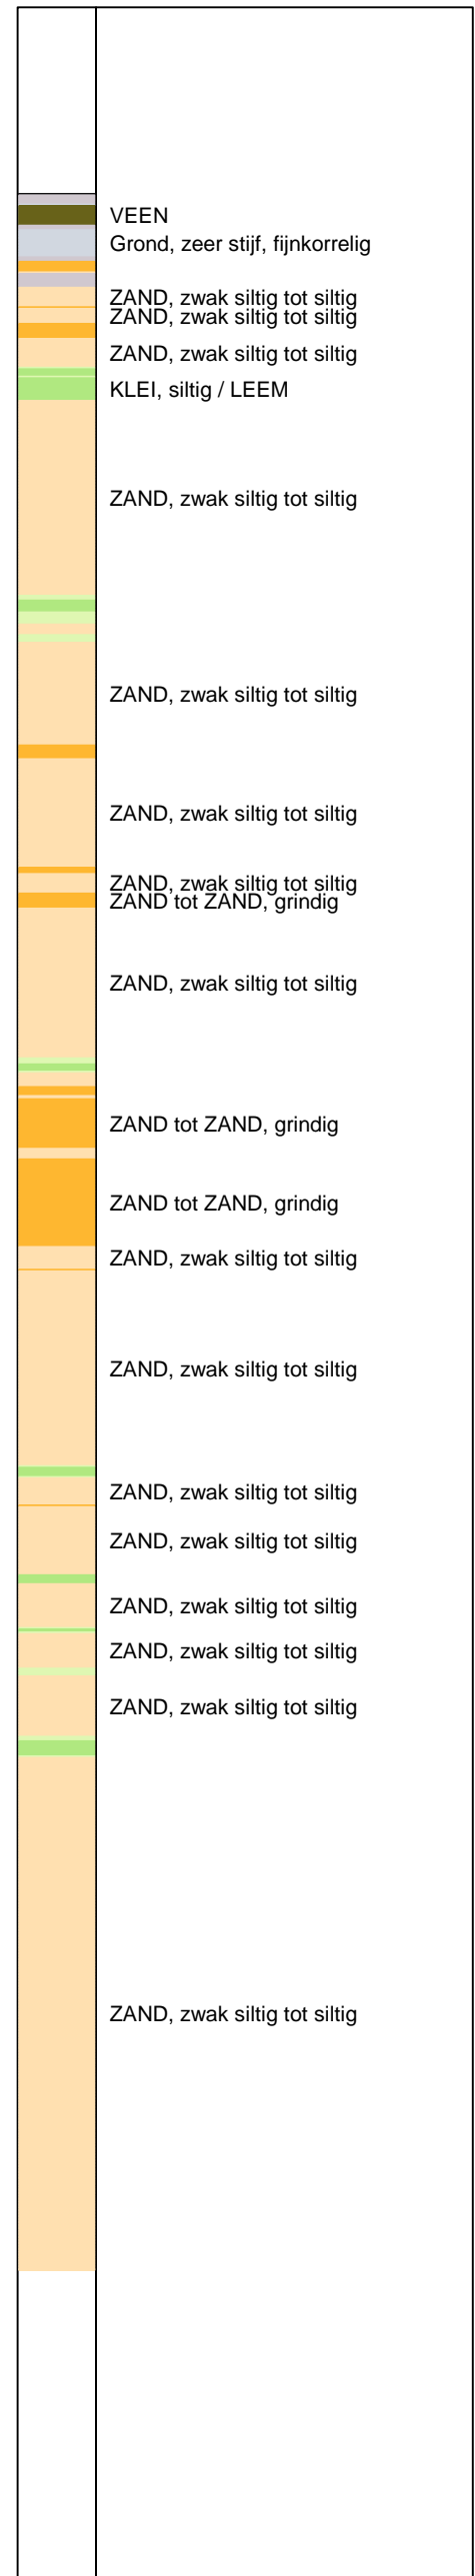 VEEN
Grond, zeer stijf, fijnkorrelig
ZAND, zwak siltig tot siltig
ZAND, zwak siltig tot siltig
ZAND, zwak siltig tot siltig
KLEI, siltig / LEEM
ZAND, zwak siltig tot siltig
ZAND, zwak siltig tot siltig
ZAND, zwak siltig tot siltig
ZAND, zwak siltig tot siltig
ZAND tot ZAND, grindig
ZAND, zwak siltig tot siltig
ZAND tot ZAND, grindig
ZAND tot ZAND, grindig
ZAND, zwak siltig tot siltig
ZAND, zwak siltig tot siltig
ZAND, zwak siltig tot siltig
ZAND, zwak siltig tot siltig
ZAND, zwak siltig tot siltig
ZAND, zwak siltig tot siltig
ZAND, zwak siltig tot siltig
ZAND, zwak siltig tot siltig